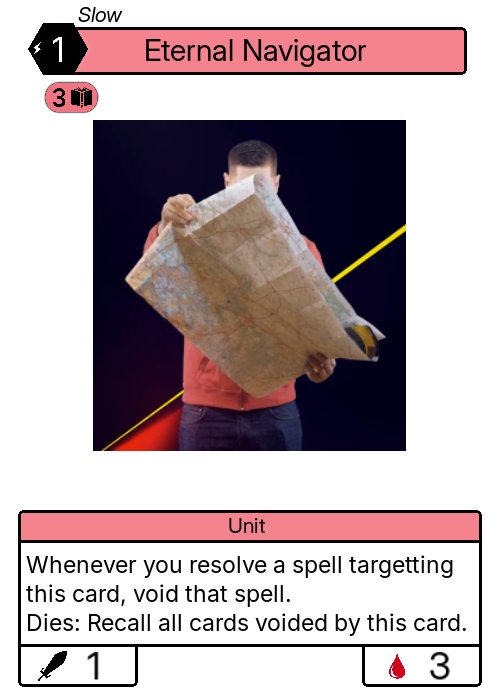 Slow
1
Eternal Navigator
3
Unit
Whenever you resolve a spell targetting
this card, void that spell.
Dies: Recall all cards voided by this card.
1
3